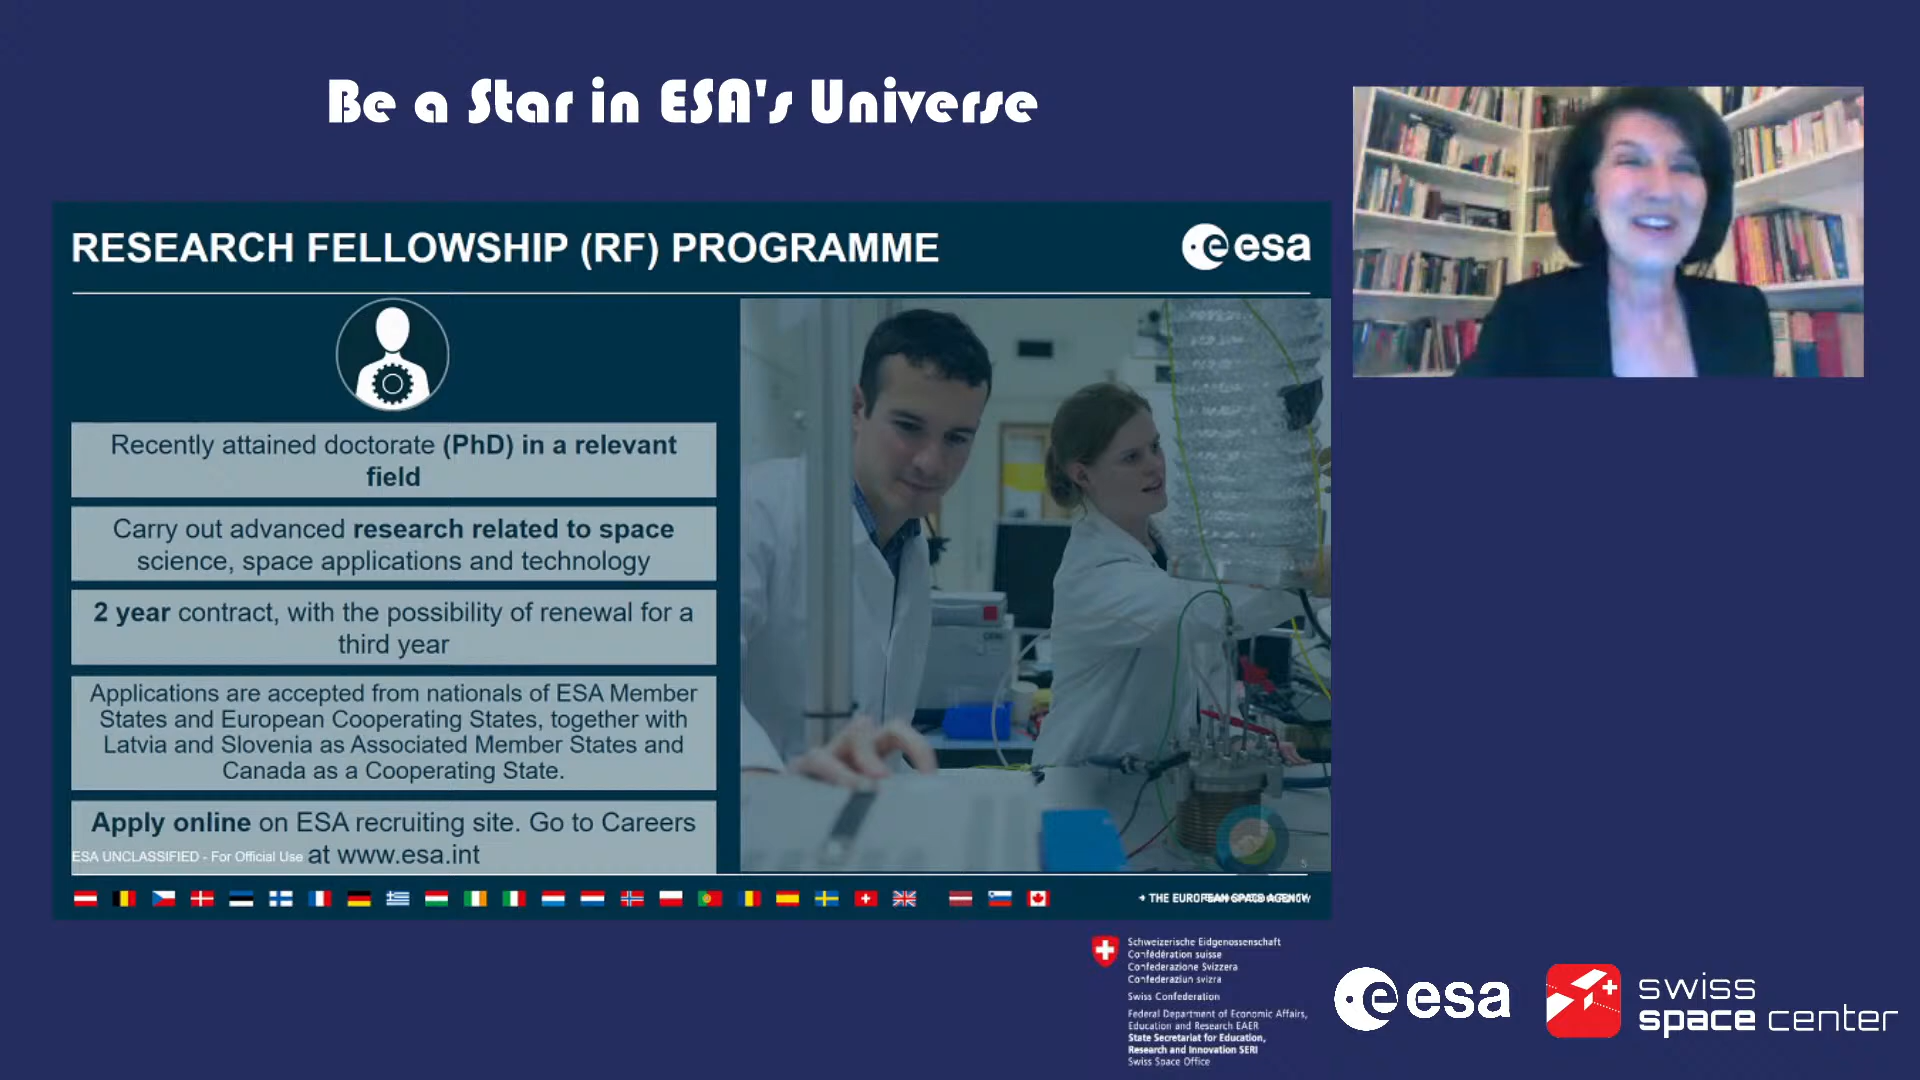 Be a Star in ESA's Universe
RESEARCH FELLOWSHIP (RF) PROGRAMME
esa
Recently attained doctorate (PhD) in a relevant
field
Carry out advanced research related to space
science, space applications and technology
2 year contract, with the possibility of renewal for a
third year
Applications are accepted from nationals of ESA Member
States and European Cooperating States, together with
Latvia and Slovenia as Associated Member States and
Canada as a Cooperating State.
Apply online on ESA recruiting site. Go to Careers
at www.esa.int
ESA UNCLASSIFIED - For Official Use
5
→ THE EUROPEAN SPACE AGENCY
Schweizerische Eidgenossenschaft
Confédération suisse
Confederazione Svizzera
Confederaziun svizra
Swiss Confederation
Federal Department of Economic Affairs,
Education and Research EAER
State Secretariat for Education,
Research and Innovation SERI
Swiss Space Office
esa
swiss
space center